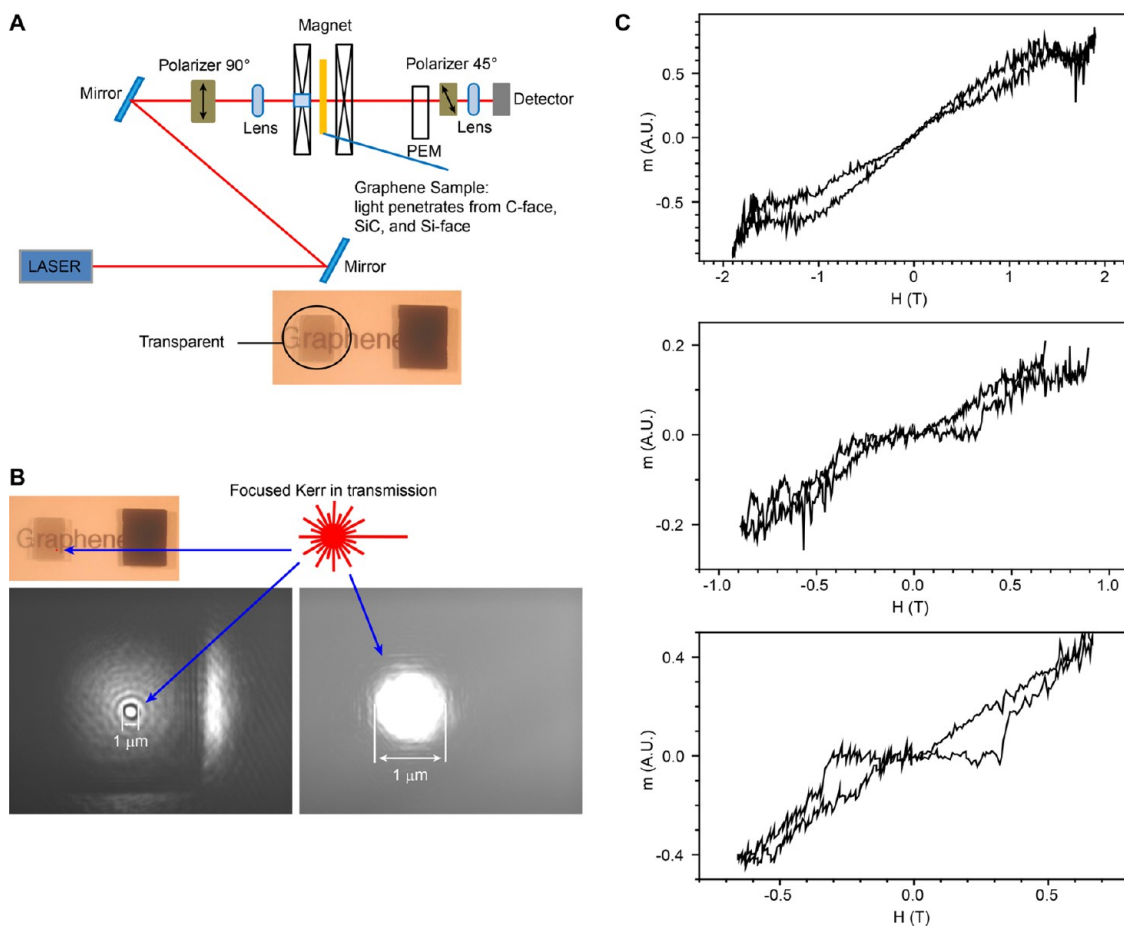 A
Magnet
Polarizer 90°
Polarizer 45°
Mirror
Lens
Detector
Lens
PEM
Graphene Sample:
light penetrates from C-face,
SiC, and Si-face
LASER
Mirror
Transparent
Graphene
B
Focused Kerr in transmission
Graphene
1 μm
1 μm
C
m (A.U.)
0.5
0.0
-0.5
-2 -1 0 1 2
H (T)
m (A.U.)
0.2
0.0
-0.2
-1.0 -0.5 0.0 0.5 1.0
H (T)
m (A.U.)
0.4
0.0
-0.4
-0.5 0.0 0.5
H (T)